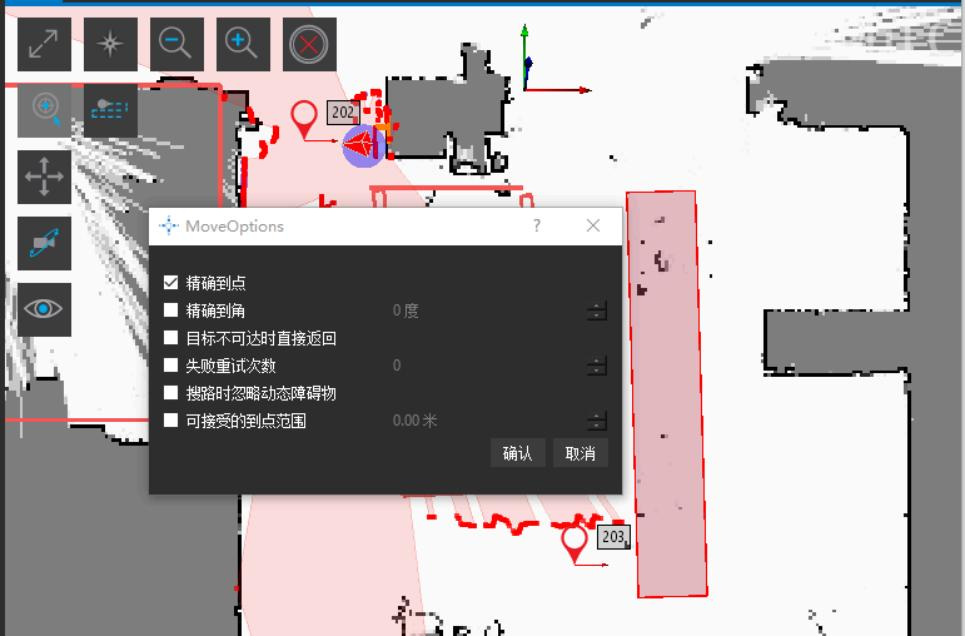 202
MoveOptions ?
精确到点
精确到角 0 度
目标不可达时直接返回
失败重试次数 0
搜路时忽略动态障碍物
可接受的到点范围 0.00 米
确认 取消
203